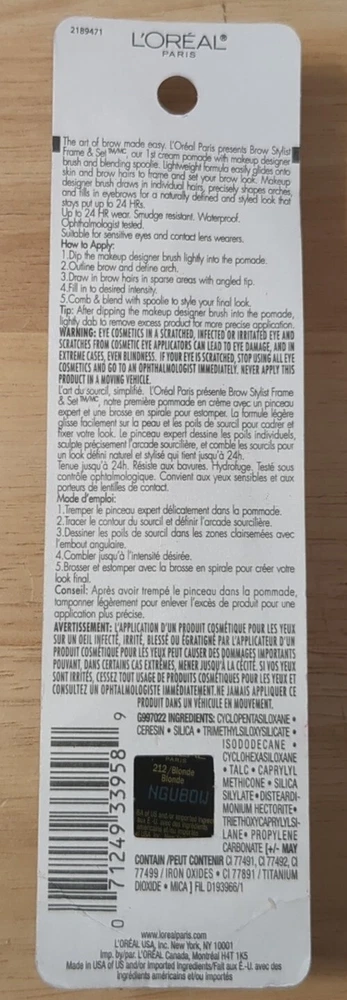 2189471
L'ORÉAL®
PARIS
The art of brow made easy. L'Oréal Paris presents Brow Stylist
Frame & Set™/MC, our 1st cream pomade with makeup designer
brush and blending spoolie. Lightweight formula easily glides onto
skin and brow hairs to frame and set your brow look. Makeup
designer brush draws in individual hairs, precisely shapes arches,
and fills in eyebrows for a naturally defined and styled look that
stays put up to 24 HRs.
Up to 24 HR wear. Smudge resistant. Waterproof.
Ophthalmologist tested.
Suitable for sensitive eyes and contact lens wearers.
How to Apply:
1.Dip the makeup designer brush lightly into the pomade.
2.Outline brow and define arch.
3.Draw in brow hairs in sparse areas with angled tip.
4.Fill in to desired intensity.
5.Comb & blend with spoolie to style your final look.
Tip: After dipping the makeup designer brush into the pomade,
lightly dab to remove excess product for more precise application.
WARNING: EYE COSMETICS IN A SCRATCHED, INFECTED OR IRRITATED EYE AND
SCRATCHES FROM COSMETIC EYE APPLICATORS CAN LEAD TO EYE DAMAGE, AND IN
EXTREME CASES, EVEN BLINDNESS. IF YOUR EYE IS SCRATCHED, STOP USING ALL EYE
COSMETICS AND GO TO AN OPHTHALMOLOGIST IMMEDIATELY. NEVER APPLY THIS
PRODUCT IN A MOVING VEHICLE.
L'art du sourcil, simplifié. L'Oréal Paris présente Brow Stylist Frame
& Set™/MC, notre première pommade en crème avec un pinceau
expert et une brosse en spirale pour estomper. La formule légère
glisse facilement sur la peau et les poils de sourcil pour cadrer et
fixer votre look. Le pinceau expert dessine les poils individuels,
sculpte précisément l'arcade sourcilière, et comble les sourcils pour
un look défini naturel et stylisé qui tient jusqu'à 24h.
Tenue jusqu'à 24h. Résiste aux bavures. Hydrofuge. Testé sous
contrôle ophtalmologique. Convient aux yeux sensibles et aux
porteurs de lentilles de contact.
Mode d'emploi:
1.Tremper le pinceau expert délicatement dans la pommade.
2.Tracer le contour du sourcil et définir l'arcade sourcilière.
3.Dessiner les poils de sourcil dans les zones clairsemées avec
l'embout angulaire.
4.Combler jusqu'à l'intensité désirée.
5.Brosser et estomper avec la brosse en spirale pour créer votre
look final.
Conseil: Après avoir trempé le pinceau dans la pommade,
tamponner légèrement pour enlever l'excès de produit pour une
application plus précise.
AVERTISSEMENT: L'APPLICATION D'UN PRODUIT COSMÉTIQUE POUR LES YEUX
SUR UN OEIL INFECTÉ, IRRITÉ, BLESSÉ OU ÉGRATIGNÉ PAR L'APPLICATEUR D'UN
PRODUIT COSMÉTIQUE POUR LES YEUX PEUT CAUSER DES DOMMAGES IMPORTANTS
POUVANT, DANS CERTAINS CAS EXTRÊMES, MENER JUSQU'À LA CÉCITÉ. SI VOS YEUX
SONT IRRITÉS, CESSEZ TOUT USAGE DE PRODUITS COSMÉTIQUES POUR LES YEUX ET
CONSULTEZ UN OPHTALMOLOGISTE IMMÉDIATEMENT.NE JAMAIS APPLIQUER CE
PRODUIT DANS UN VÉHICULE EN MOUVEMENT.
G997022 INGREDIENTS: CYCLOPENTASILOXANE •
CERESIN • SILICA • TRIMETHYLSILOXYSILICATE •
ISODODECANE •
CYCLOHEXASILOXANE
• TALC • CAPRYLYL
METHICONE • SILICA
SILYLATE • DISTEARDI-
MONIUM HECTORITE •
TRIETHOXYCAPRYLYLSI-
LANE • PROPYLENE
CARBONATE [+/- MAY
CONTAIN /PEUT CONTENIR CI 77491, CI 77492, CI
77499 / IRON OXIDES • CI 77891 / TITANIUM
DIOXIDE • MICA ] FIL D193966/1
PARIS
212/Blonde
Blonde
NGUBOU
0 71249 33958 9
www.lorealparis.com
L'ORÉAL USA, Inc. New York, NY 10001
Imp. by/par: L'ORÉAL Canada, Montréal H4T 1K5
Made in USA of US and/or Imported Ingredients/Fait aux É.-U. avec des
ingrédients américains et/ou importés